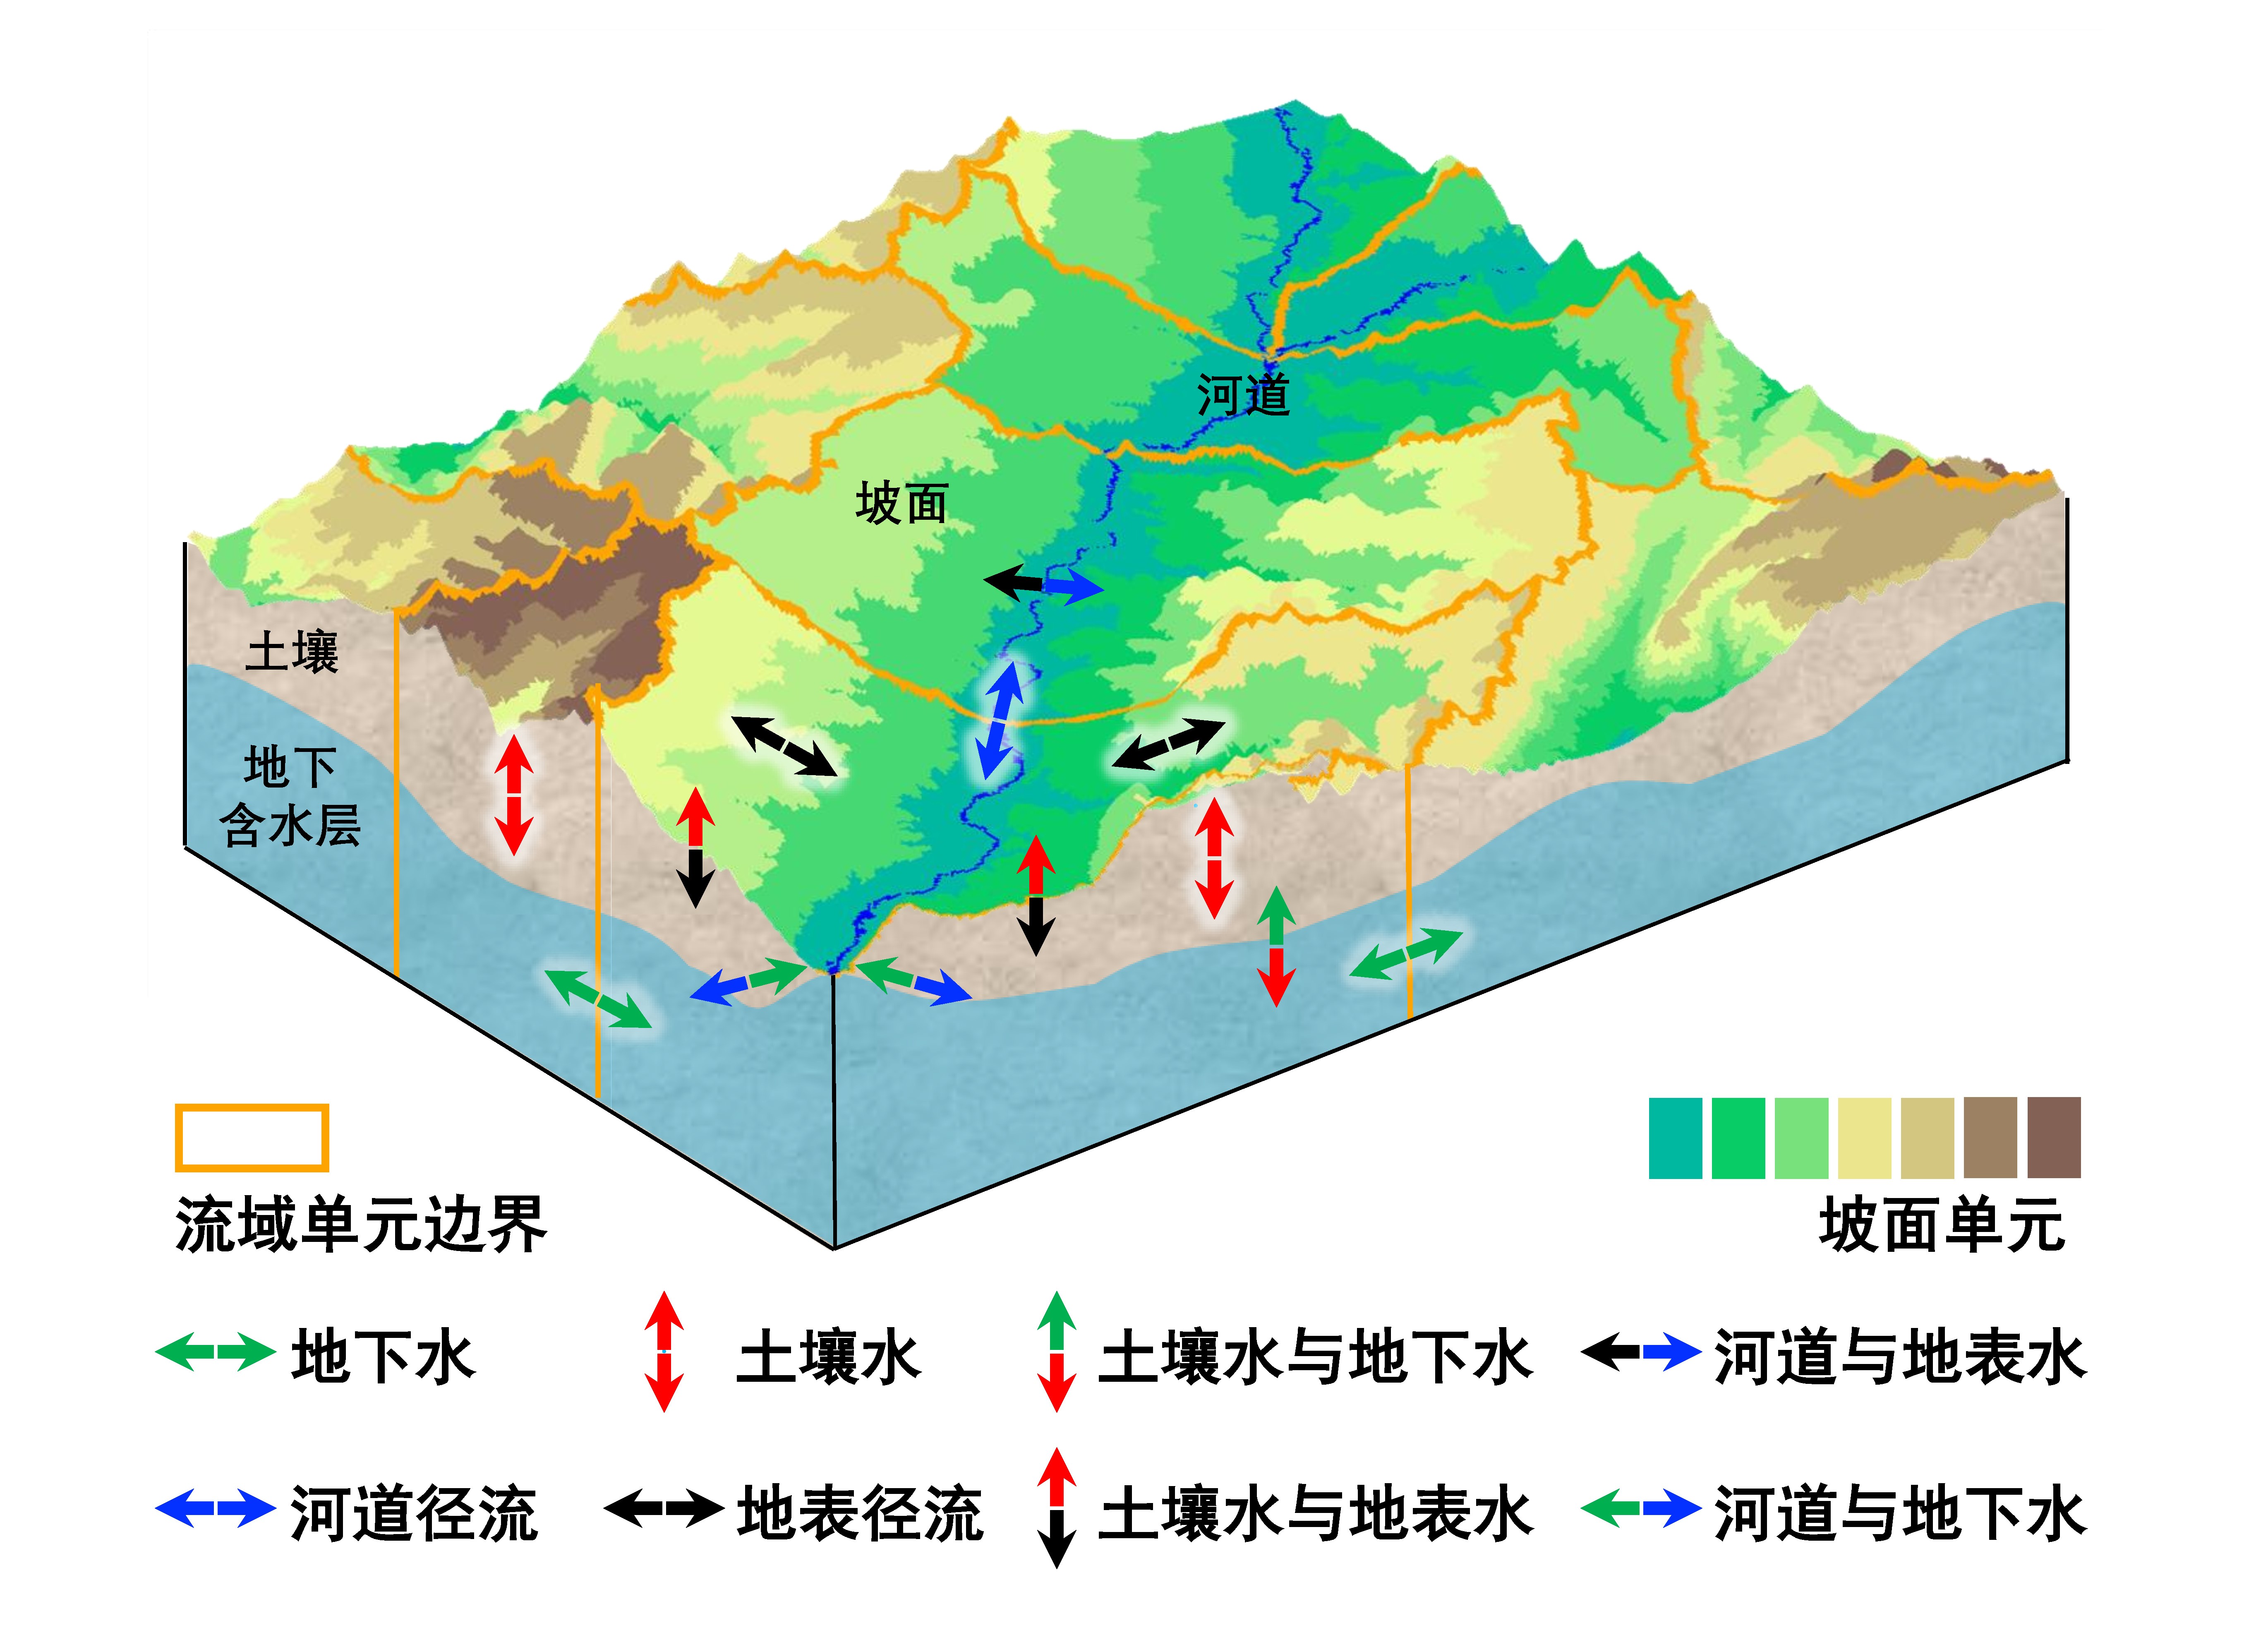 河道
坡面
土壤
地下
含水层
流域单元边界
坡面单元
地下水
土壤水
土壤水与地下水
河道与地表水
河道径流
地表径流
土壤水与地表水
河道与地下水